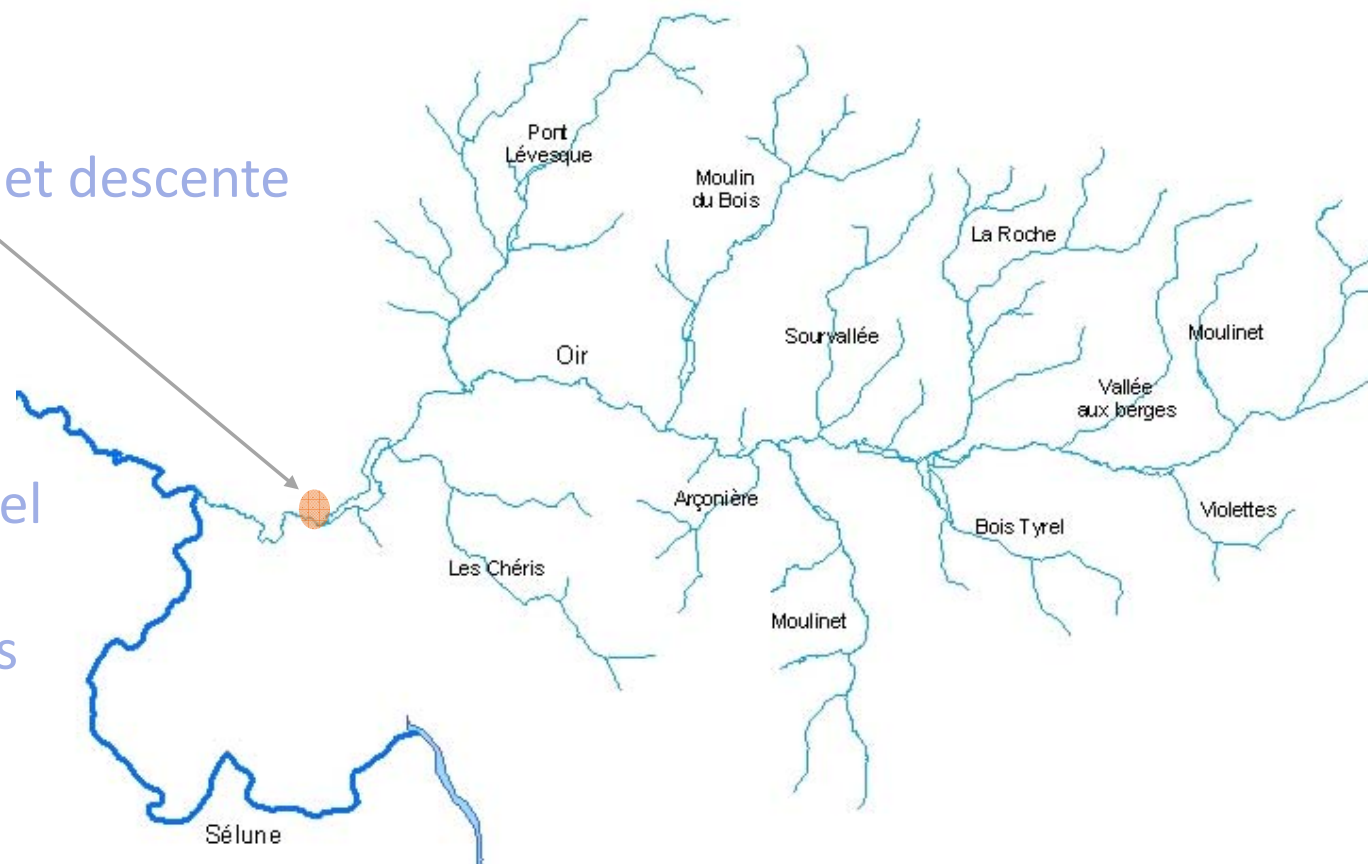 et descente
el
s
Pont
Lévesque
Moulin
du Bois
La Roche
Sourvallée
Moulinet
Oir
Vallée
aux berges
Arçonière
Violettes
Bois Tyrel
Les Chéris
Moulinet
Sélune